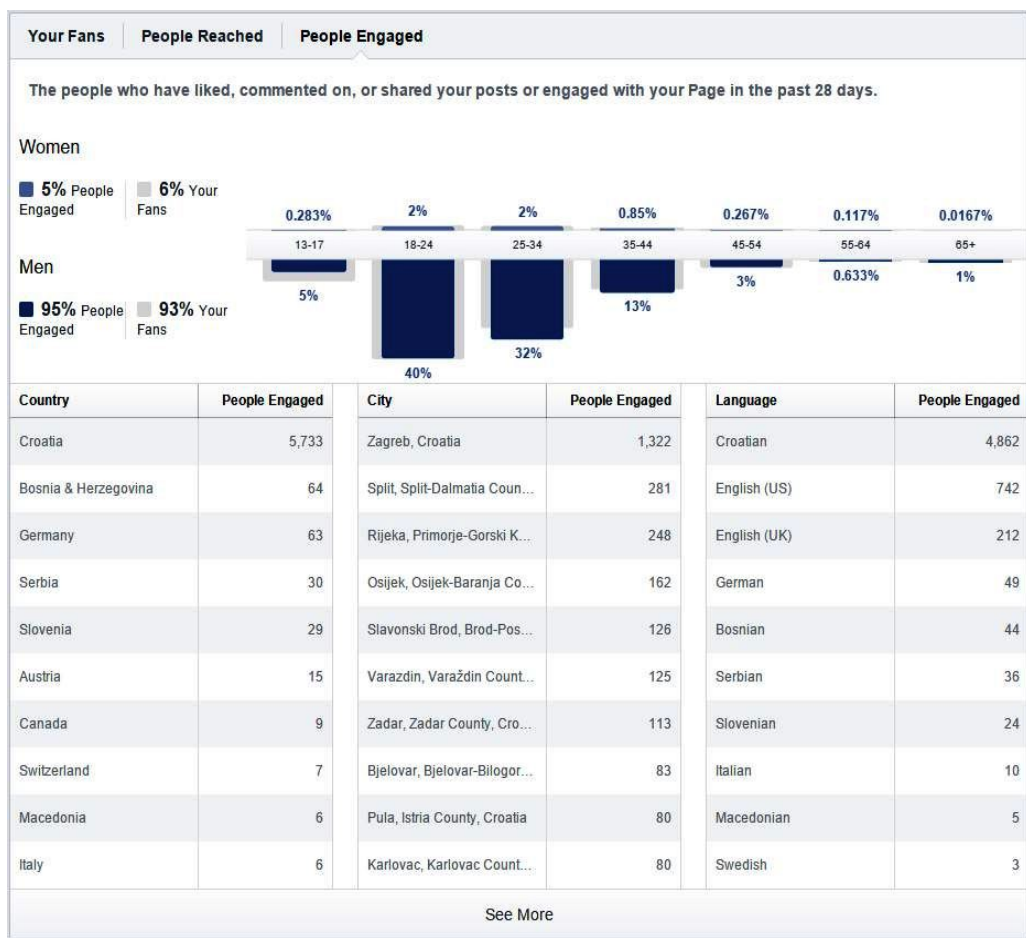 Your Fans People Reached People Engaged
The people who have liked, commented on, or shared your posts or engaged with your Page in the past 28 days.
Women
5% People Engaged 6% Your Fans
0.283% 2% 2% 0.85% 0.267% 0.117% 0.0167%
13-17 18-24 25-34 35-44 45-54 55-64 65+
Men
95% People Engaged 93% Your Fans
5% 40% 32% 13% 3% 0.633% 1%
Country People Engaged City People Engaged Language People Engaged
Croatia 5,733 Zagreb, Croatia 1,322 Croatian 4,862
Bosnia & Herzegovina 64 Split, Split-Dalmatia Coun... 281 English (US) 742
Germany 63 Rijeka, Primorje-Gorski K... 248 English (UK) 212
Serbia 30 Osijek, Osijek-Baranja Co... 162 German 49
Slovenia 29 Slavonski Brod, Brod-Pos... 126 Bosnian 44
Austria 15 Varazdin, Varaždin Count... 125 Serbian 36
Canada 9 Zadar, Zadar County, Cro... 113 Slovenian 24
Switzerland 7 Bjelovar, Bjelovar-Bilogor... 83 Italian 10
Macedonia 6 Pula, Istria County, Croatia 80 Macedonian 5
Italy 6 Karlovac, Karlovac Count... 80 Swedish 3
See More